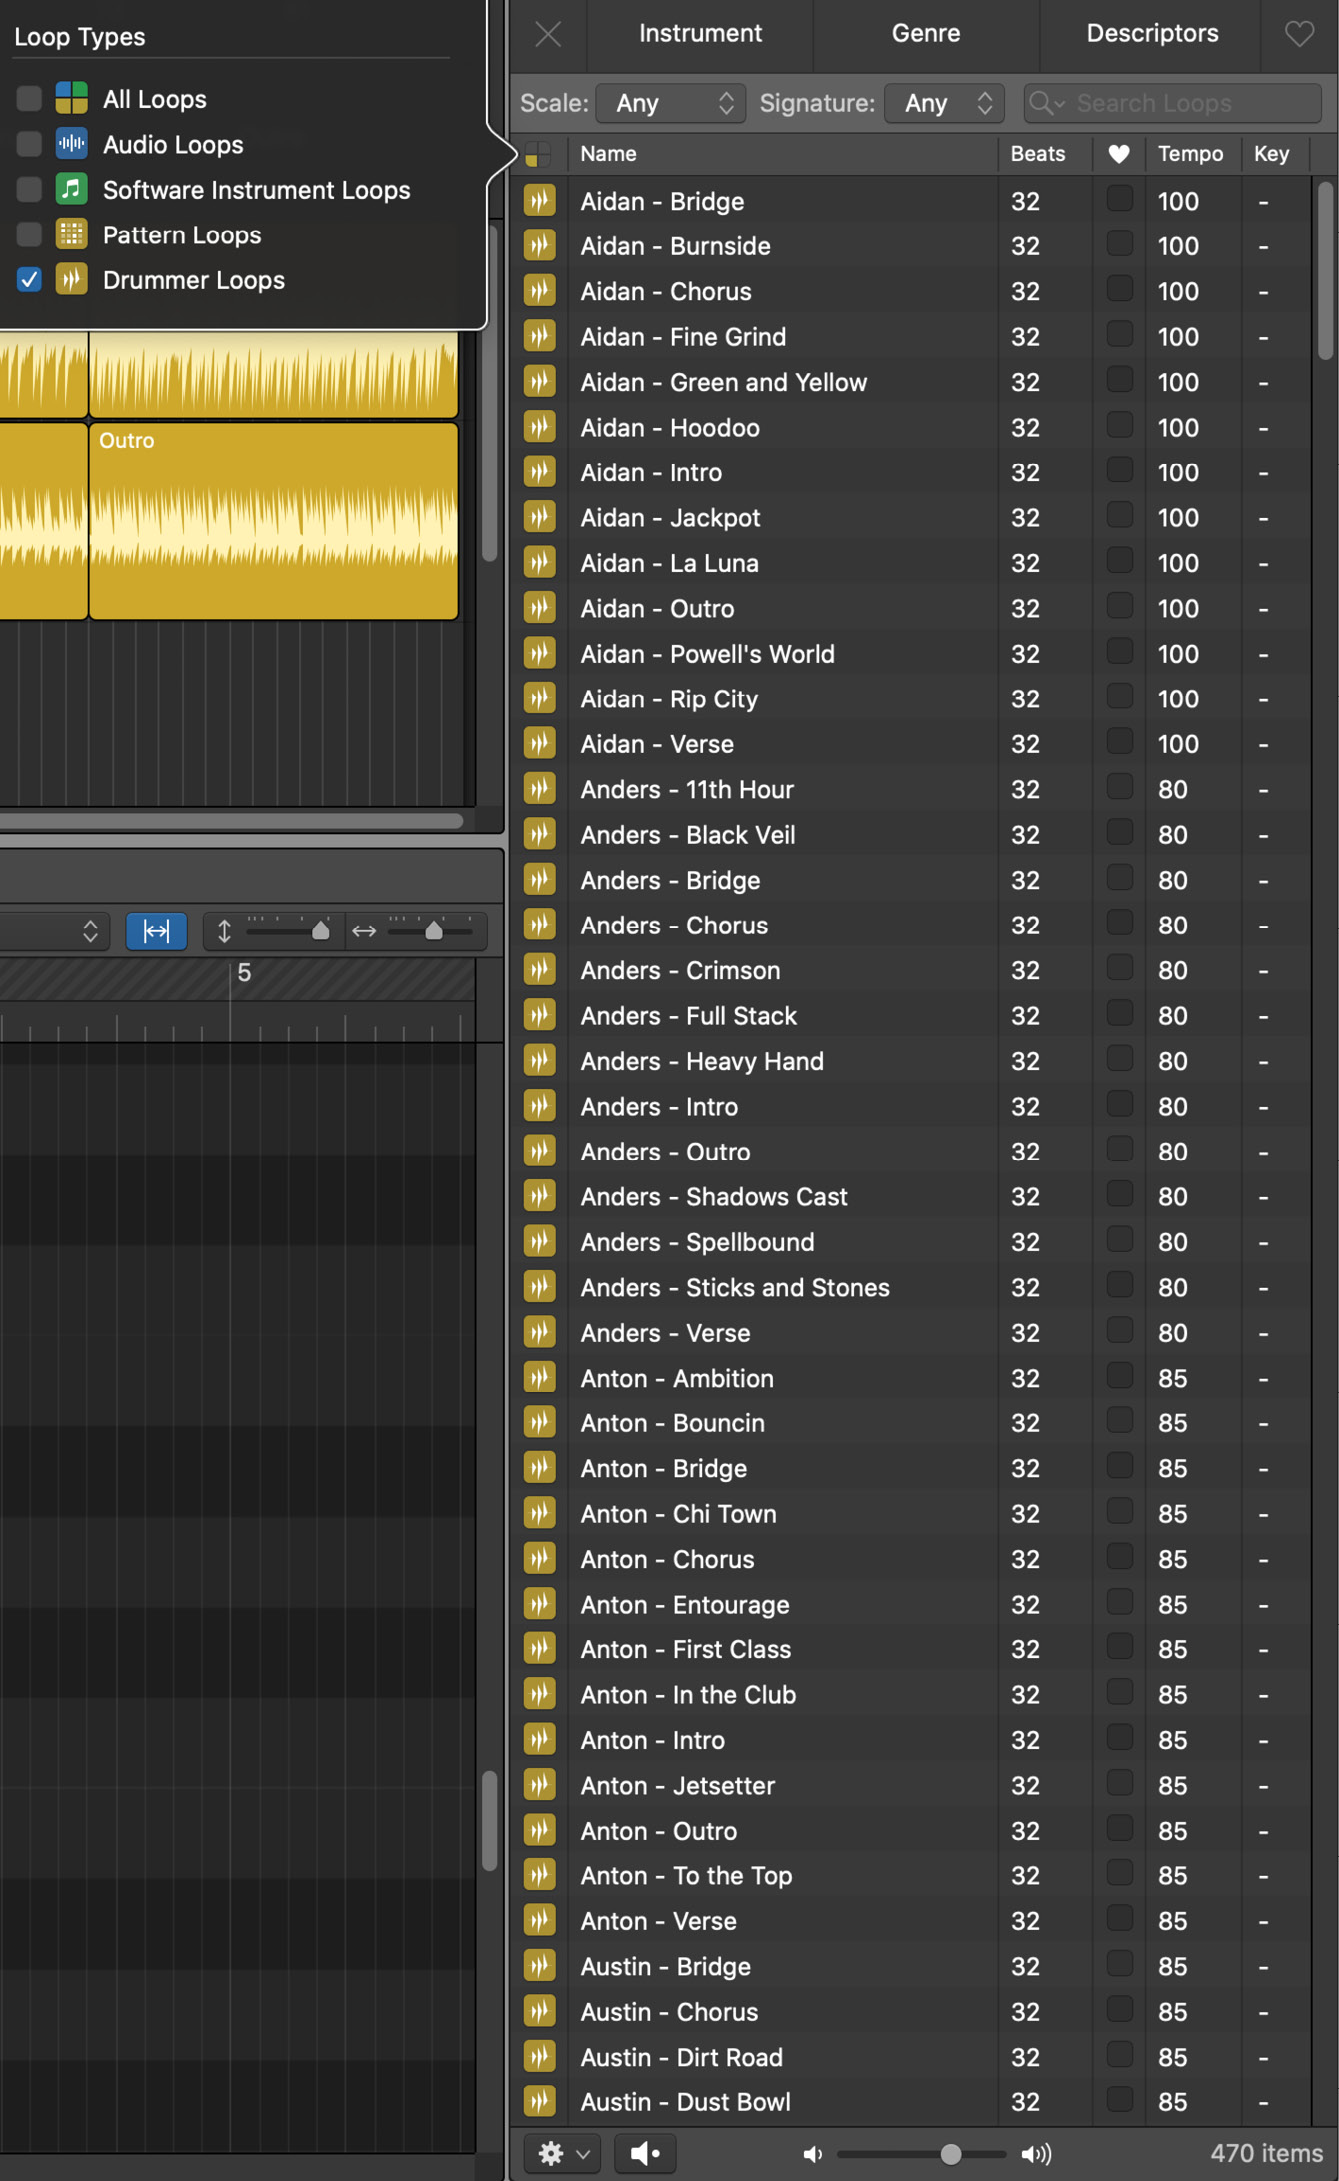 Loop Types
All Loops
Audio Loops
Software Instrument Loops
Pattern Loops
Drummer Loops
Outro
5
Instrument Genre Descriptors
Scale: Any Signature: Any Search Loops
Name Beats Tempo Key
Aidan - Bridge 32 100 -
Aidan - Burnside 32 100 -
Aidan - Chorus 32 100 -
Aidan - Fine Grind 32 100 -
Aidan - Green and Yellow 32 100 -
Aidan - Hoodoo 32 100 -
Aidan - Intro 32 100 -
Aidan - Jackpot 32 100 -
Aidan - La Luna 32 100 -
Aidan - Outro 32 100 -
Aidan - Powell's World 32 100 -
Aidan - Rip City 32 100 -
Aidan - Verse 32 100 -
Anders - 11th Hour 32 80 -
Anders - Black Veil 32 80 -
Anders - Bridge 32 80 -
Anders - Chorus 32 80 -
Anders - Crimson 32 80 -
Anders - Full Stack 32 80 -
Anders - Heavy Hand 32 80 -
Anders - Intro 32 80 -
Anders - Outro 32 80 -
Anders - Shadows Cast 32 80 -
Anders - Spellbound 32 80 -
Anders - Sticks and Stones 32 80 -
Anders - Verse 32 80 -
Anton - Ambition 32 85 -
Anton - Bouncin 32 85 -
Anton - Bridge 32 85 -
Anton - Chi Town 32 85 -
Anton - Chorus 32 85 -
Anton - Entourage 32 85 -
Anton - First Class 32 85 -
Anton - In the Club 32 85 -
Anton - Intro 32 85 -
Anton - Jetsetter 32 85 -
Anton - Outro 32 85 -
Anton - To the Top 32 85 -
Anton - Verse 32 85 -
Austin - Bridge 32 85 -
Austin - Chorus 32 85 -
Austin - Dirt Road 32 85 -
Austin - Dust Bowl 32 85 -
470 items